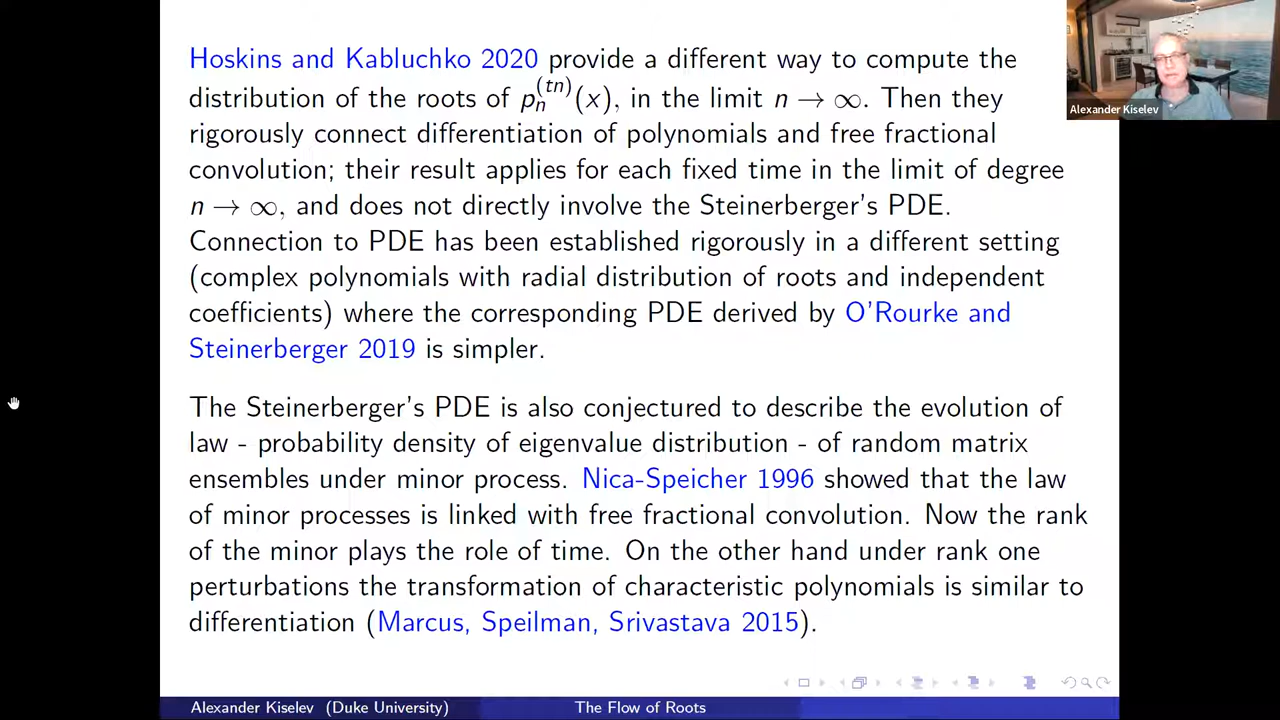 Hoskins and Kabluchko 2020 provide a different way to compute the
distribution of the roots of p_n^{(tn)}(x), in the limit n → ∞. Then they
rigorously connect differentiation of polynomials and free fractional
convolution; their result applies for each fixed time in the limit of degree
n → ∞, and does not directly involve the Steinerberger's PDE.
Connection to PDE has been established rigorously in a different setting
(complex polynomials with radial distribution of roots and independent
coefficients) where the corresponding PDE derived by O'Rourke and
Steinerberger 2019 is simpler.
The Steinerberger's PDE is also conjectured to describe the evolution of
law - probability density of eigenvalue distribution - of random matrix
ensembles under minor process. Nica-Speicher 1996 showed that the law
of minor processes is linked with free fractional convolution. Now the rank
of the minor plays the role of time. On the other hand under rank one
perturbations the transformation of characteristic polynomials is similar to
differentiation (Marcus, Speilman, Srivastava 2015).
Alexander Kiselev
Alexander Kiselev (Duke University) The Flow of Roots